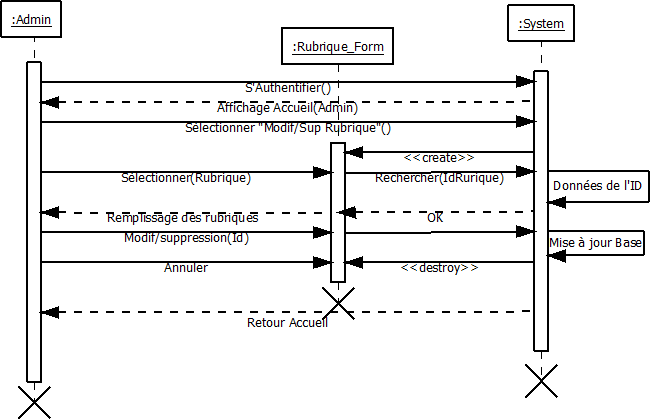 :Admin
:System
:Rubrique_Form
S'Authentifier()
Affichage Accueil(Admin)
Sélectionner "Modif/Sup Rubrique"()
<<create>>
Sélectionner(Rubrique)
Rechercher(IdRurique)
Données de l'ID
Remplissage des rubriques
OK
Modif/suppression(Id)
Mise à jour Base
Annuler
<<destroy>>
Retour Accueil